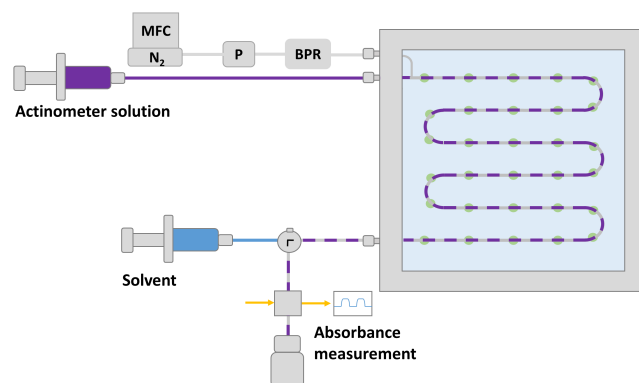 MFC
N2
P
BPR
Actinometer solution
Solvent
Absorbance
measurement